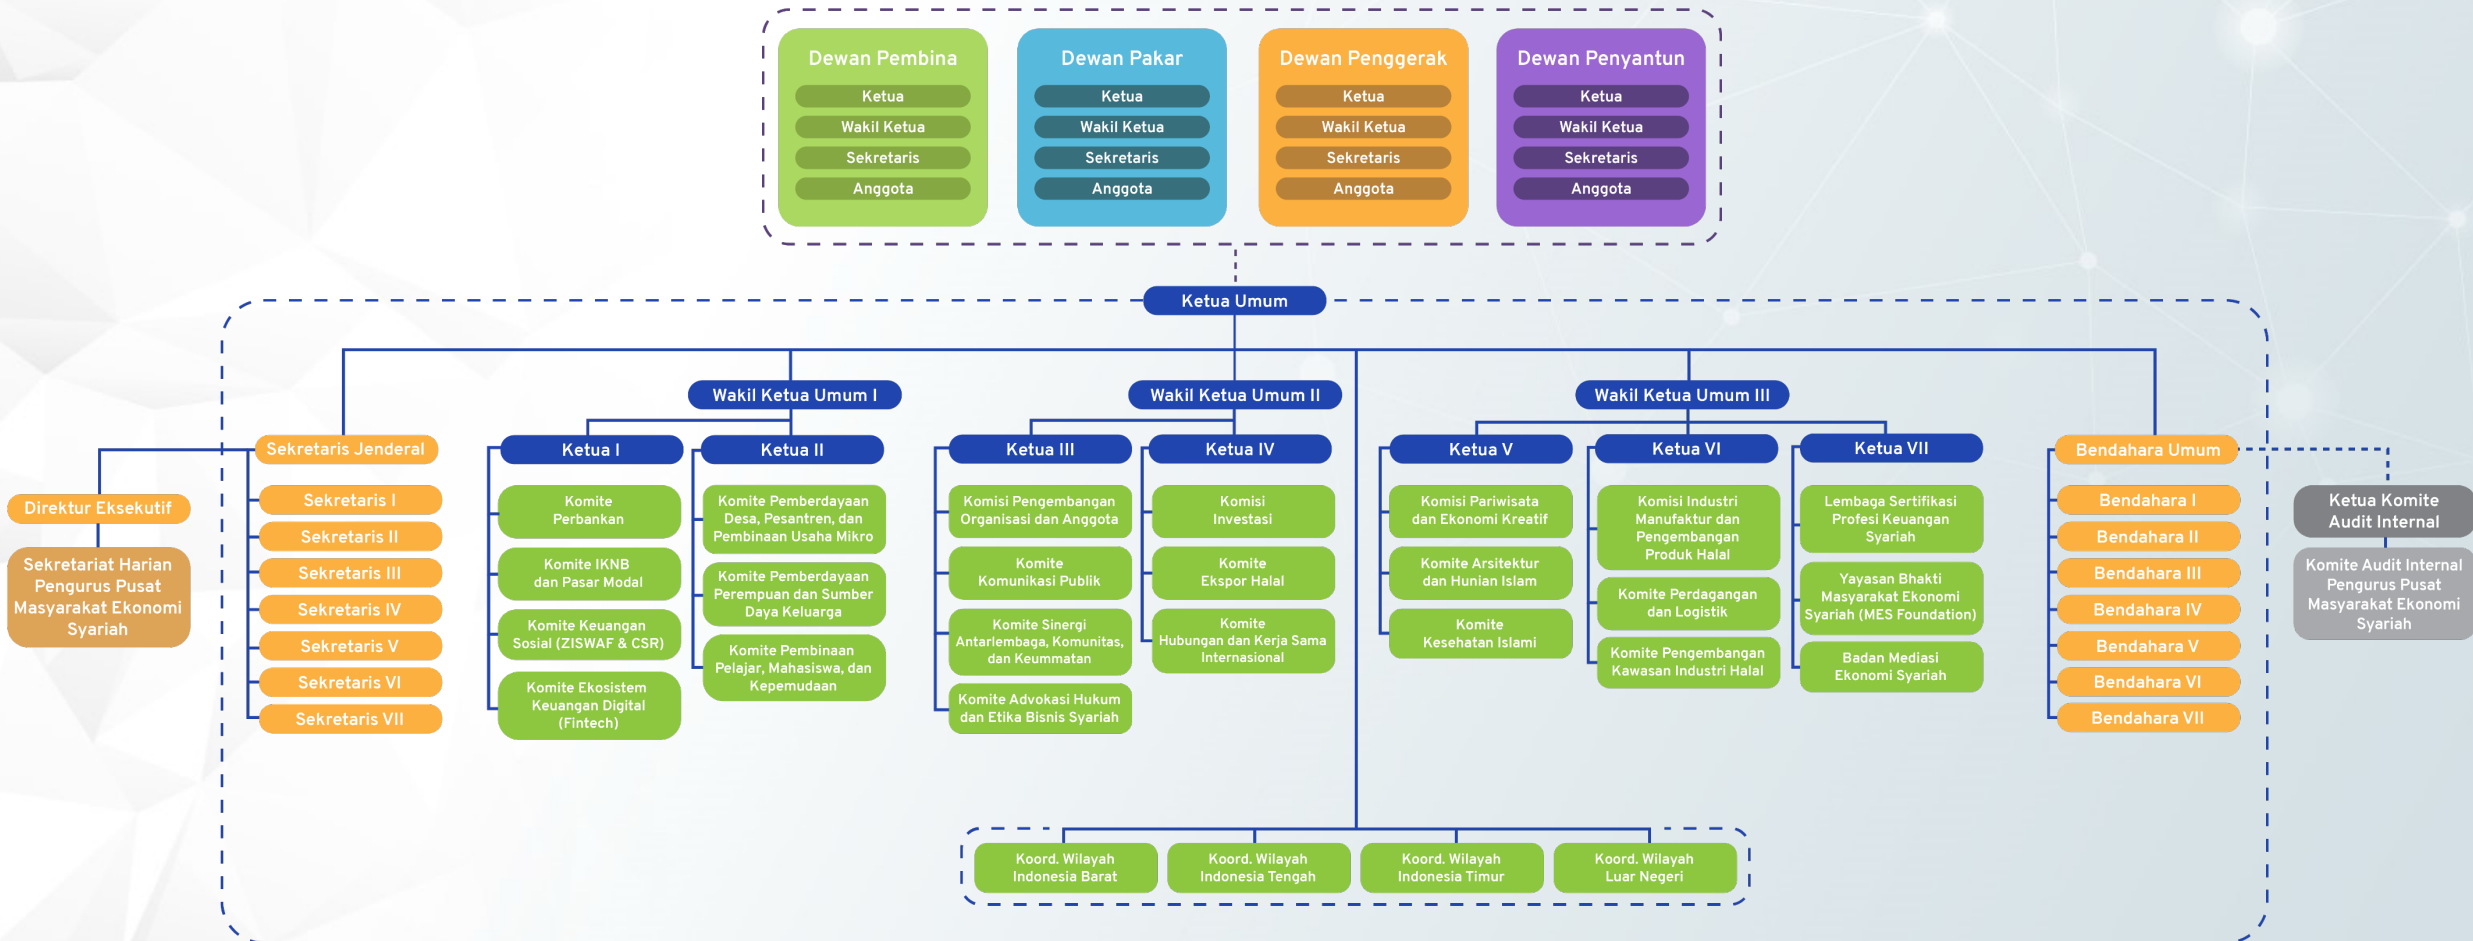 Dewan Pembina
Ketua
Wakil Ketua
Sekretaris
Anggota
Dewan Pakar
Ketua
Wakil Ketua
Sekretaris
Anggota
Dewan Penggerak
Ketua
Wakil Ketua
Sekretaris
Anggota
Dewan Penyantun
Ketua
Wakil Ketua
Sekretaris
Anggota
Ketua Umum
Wakil Ketua Umum I
Wakil Ketua Umum II
Wakil Ketua Umum III
Direktur Eksekutif
Sekretariat Harian
Pengurus Pusat
Masyarakat Ekonomi
Syariah
Sekretaris Jenderal
Sekretaris I
Sekretaris II
Sekretaris III
Sekretaris IV
Sekretaris V
Sekretaris VI
Sekretaris VII
Ketua I
Komite
Perbankan
Komite IKNB
dan Pasar Modal
Komite Keuangan
Sosial (ZISWAF & CSR)
Komite Ekosistem
Keuangan Digital
(Fintech)
Ketua II
Komite Pemberdayaan
Desa, Pesantren, dan
Pembinaan Usaha Mikro
Komite Pemberdayaan
Perempuan dan Sumber
Daya Keluarga
Komite Pembinaan
Pelajar, Mahasiswa, dan
Kepemudaan
Ketua III
Komisi Pengembangan
Organisasi dan Anggota
Komite
Komunikasi Publik
Komite Sinergi
Antarlembaga, Komunitas,
dan Keummatan
Komite Advokasi Hukum
dan Etika Bisnis Syariah
Ketua IV
Komisi
Investasi
Komite
Ekspor Halal
Komite
Hubungan dan Kerja Sama
Internasional
Ketua V
Komisi Pariwisata
dan Ekonomi Kreatif
Komite Arsitektur
dan Hunian Islam
Komite
Kesehatan Islami
Ketua VI
Komisi Industri
Manufaktur dan
Pengembangan
Produk Halal
Komite Perdagangan
dan Logistik
Komite Pengembangan
Kawasan Industri Halal
Ketua VII
Lembaga Sertifikasi
Profesi Keuangan
Syariah
Yayasan Bhakti
Masyarakat Ekonomi
Syariah (MES Foundation)
Badan Mediasi
Ekonomi Syariah
Bendahara Umum
Bendahara I
Bendahara II
Bendahara III
Bendahara IV
Bendahara V
Bendahara VI
Bendahara VII
Ketua Komite
Audit Internal
Komite Audit Internal
Pengurus Pusat
Masyarakat Ekonomi
Syariah
Koord. Wilayah
Indonesia Barat
Koord. Wilayah
Indonesia Tengah
Koord. Wilayah
Indonesia Timur
Koord. Wilayah
Luar Negeri